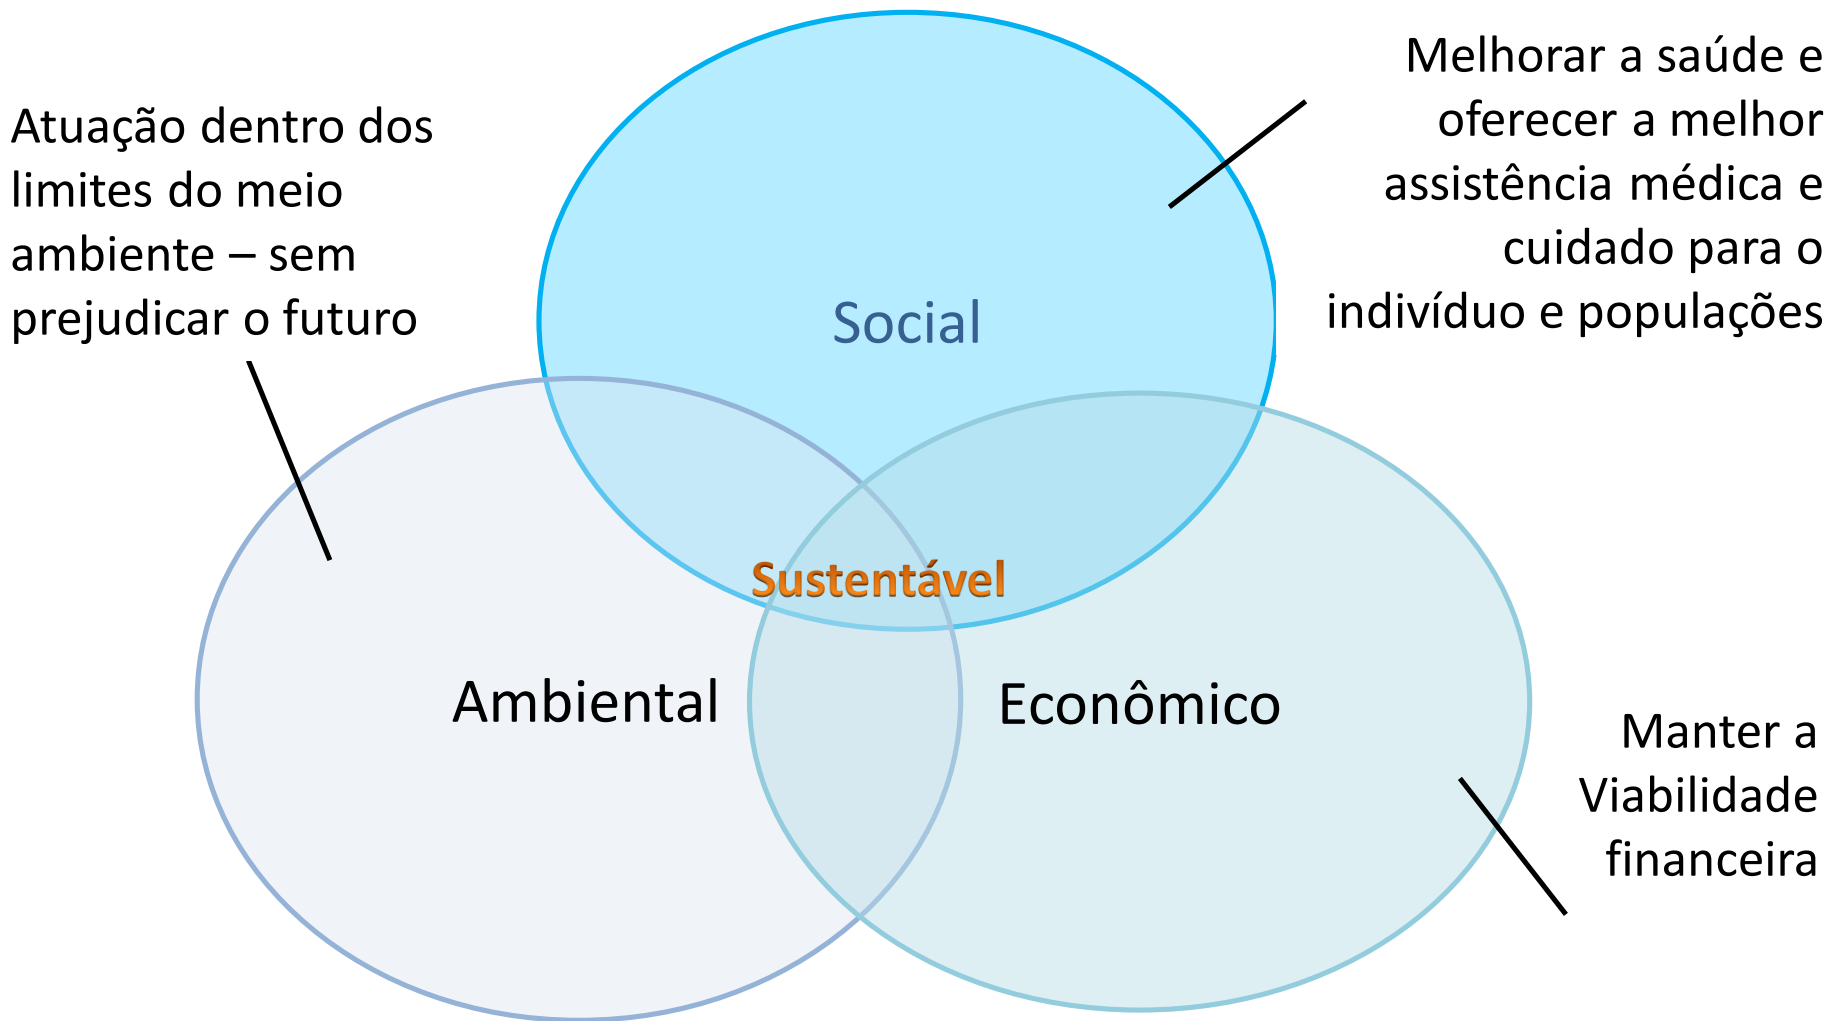 Atuação dentro dos
limites do meio
ambiente – sem
prejudicar o futuro
Melhorar a saúde e
oferecer a melhor
assistência médica e
cuidado para o
indivíduo e populações
Social
Sustentável
Ambiental
Econômico
Manter a
Viabilidade
financeira